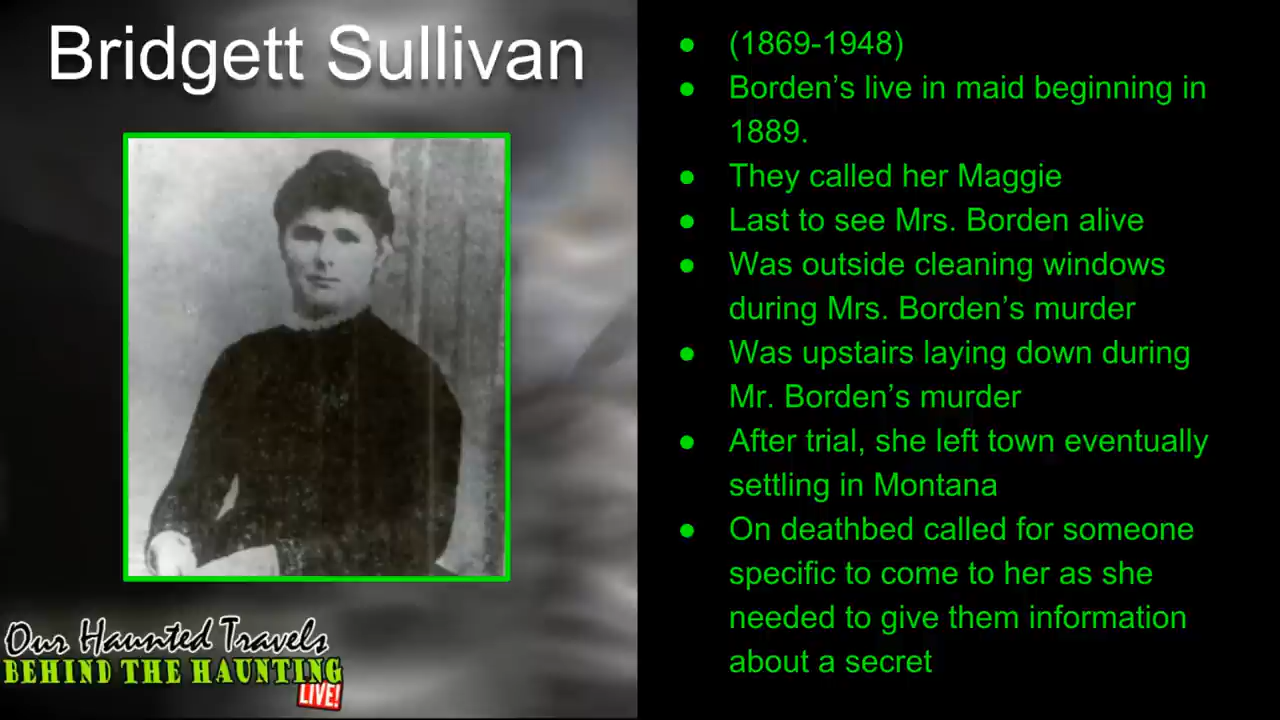 Bridgett Sullivan
● (1869-1948)
● Borden's live in maid beginning in
1889.
● They called her Maggie
● Last to see Mrs. Borden alive
● Was outside cleaning windows
during Mrs. Borden's murder
● Was upstairs laying down during
Mr. Borden's murder
● After trial, she left town eventually
settling in Montana
● On deathbed called for someone
specific to come to her as she
needed to give them information
about a secret
Our Haunted Travels
BEHIND THE HAUNTING
LIVE!